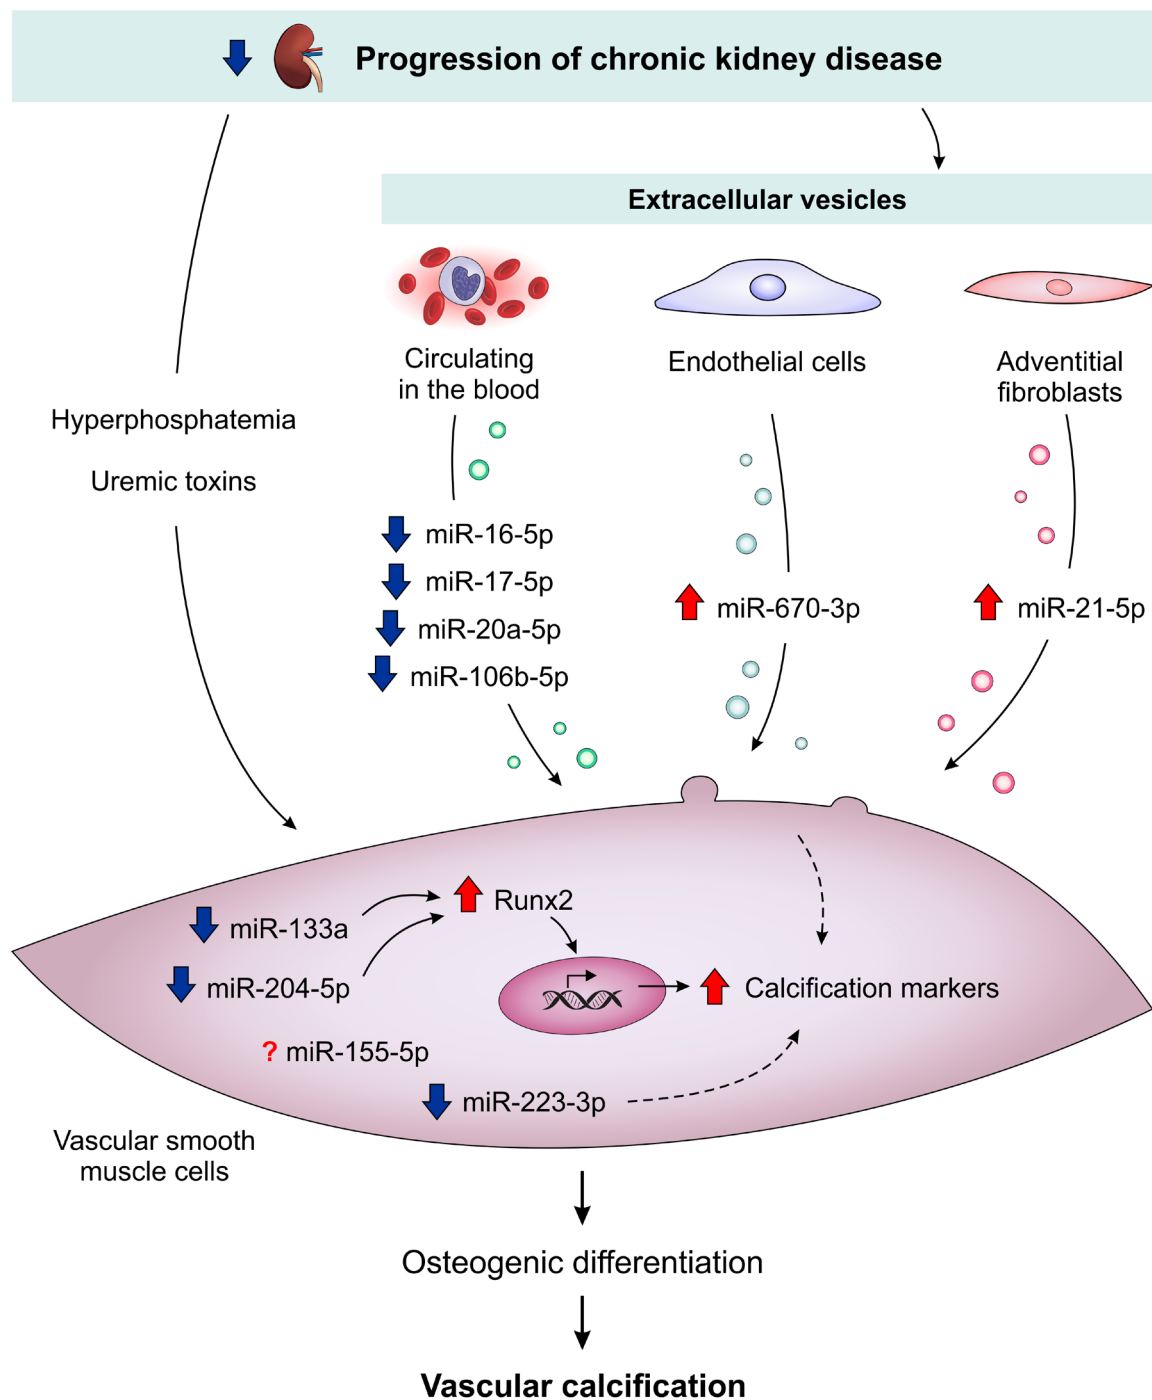 Progression of chronic kidney disease
Extracellular vesicles
Circulating
in the blood
Endothelial cells
Adventitial
fibroblasts
Hyperphosphatemia
Uremic toxins
miR-16-5p
miR-17-5p
miR-20a-5p
miR-106b-5p
miR-670-3p
miR-21-5p
miR-133a
Runx2
miR-204-5p
Calcification markers
? miR-155-5p
miR-223-3p
Vascular smooth
muscle cells
Osteogenic differentiation
Vascular calcification